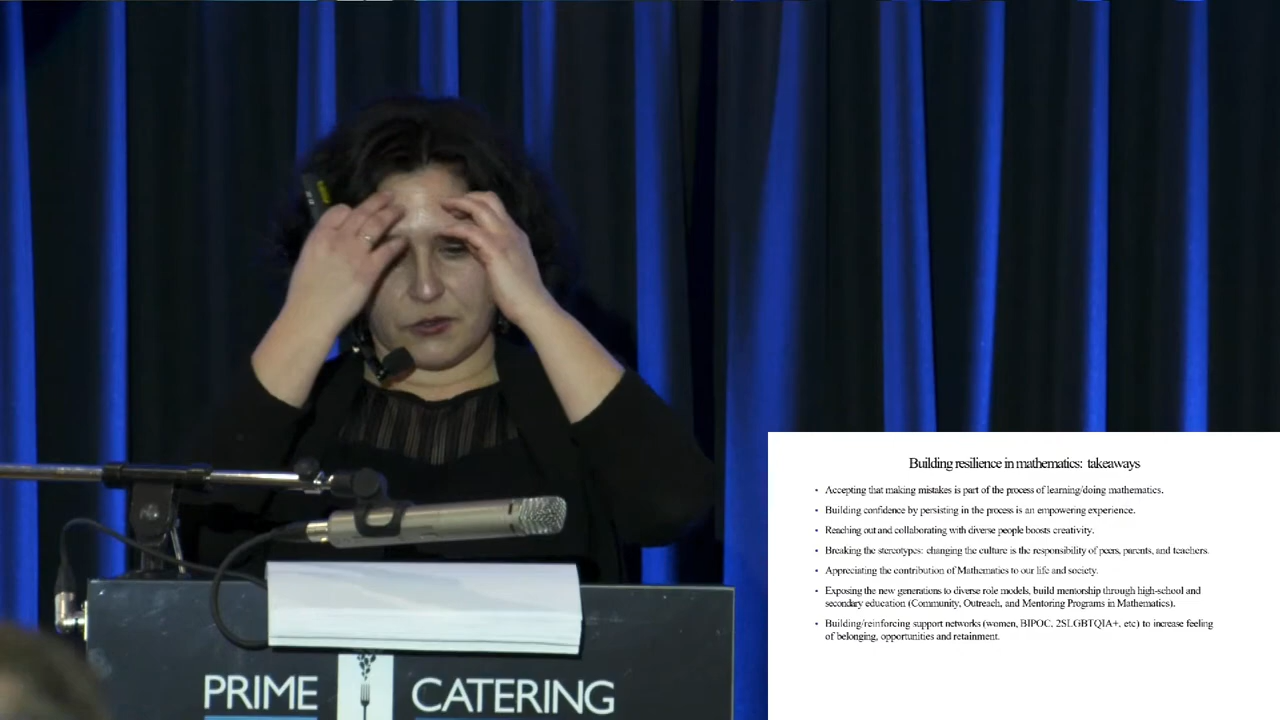 Building resilience in mathematics: takeaways
• Accepting that making mistakes is part of the process of learning/doing mathematics.
• Building confidence by persisting in the process is an empowering experience.
• Reaching out and collaborating with diverse people boosts creativity.
• Breaking the stereotypes: changing the culture is the responsibility of peers, parents, and teachers.
• Appreciating the contribution of Mathematics to our life and society.
• Exposing the new generations to diverse role models, build mentorship through high-school and
secondary education (Community, Outreach, and Mentoring Programs in Mathematics).
• Building/reinforcing support networks (women, BIPOC, 2SLGBTQIA+, etc) to increase feeling
of belonging, opportunities and retainment.
PRIME CATERING